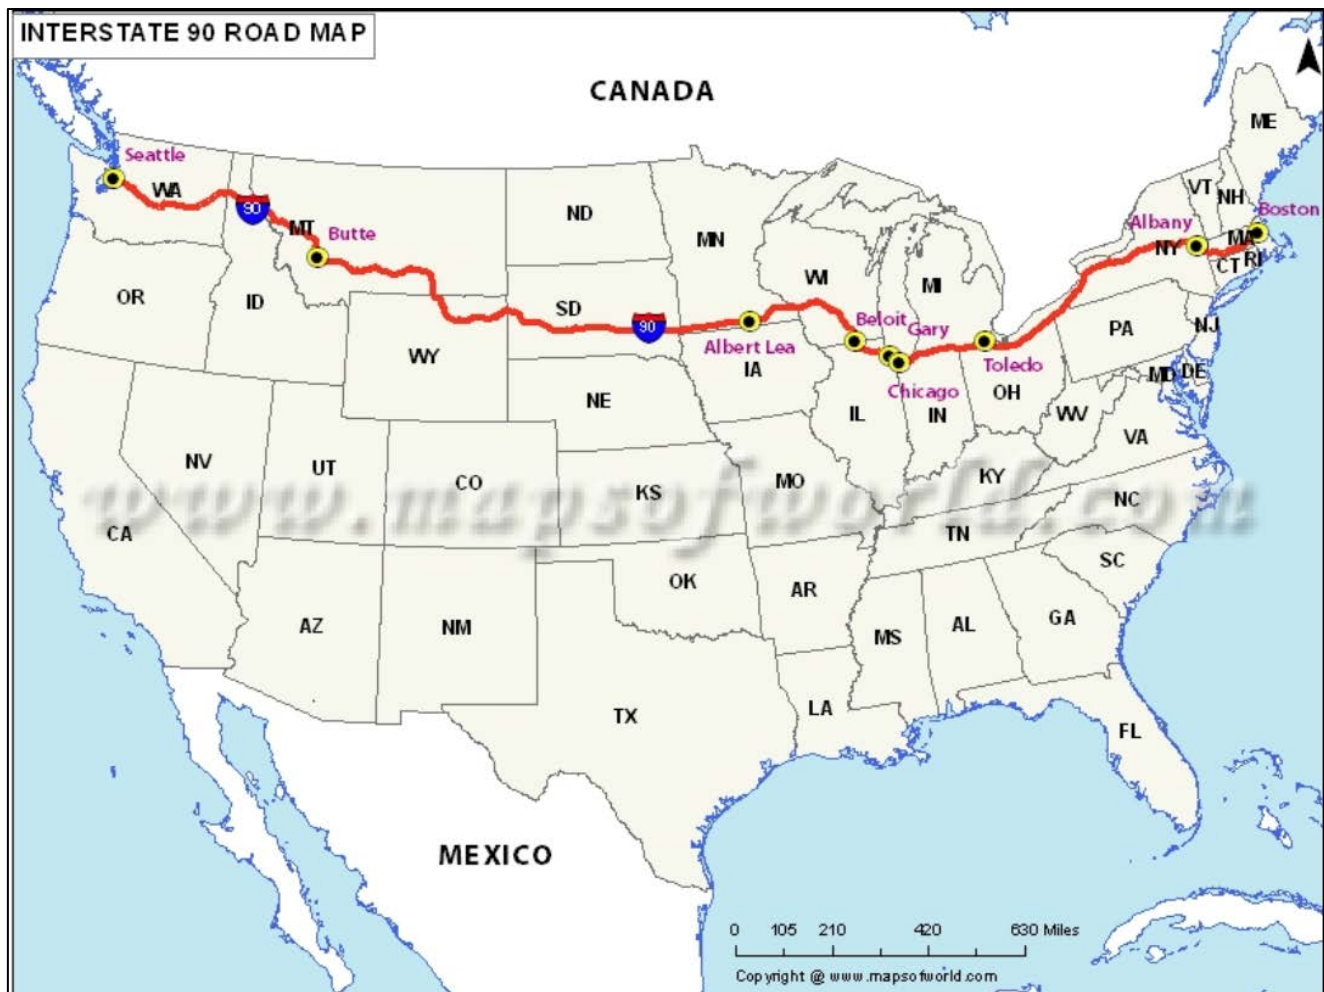 INTERSTATE 90 ROAD MAP
CANADA
ME
Seattle
WA
90
MT
Butte
ND
MN
VT
NH
Boston
Albany
NY
MA
CT
RI
OR
ID
SD
90
WI
MI
WY
Albert Lea
IA
Beloit
Gary
Chicago
Toledo
PA
NJ
MD
DE
NE
IL
IN
OH
WV
VA
NV
UT
CO
KS
MO
KY
www.mapsofworld.com
NC
CA
TN
SC
AZ
NM
OK
AR
MS
AL
GA
TX
LA
FL
MEXICO
0 105 210 420 630 Miles
Copyright @ www.mapsofworld.com